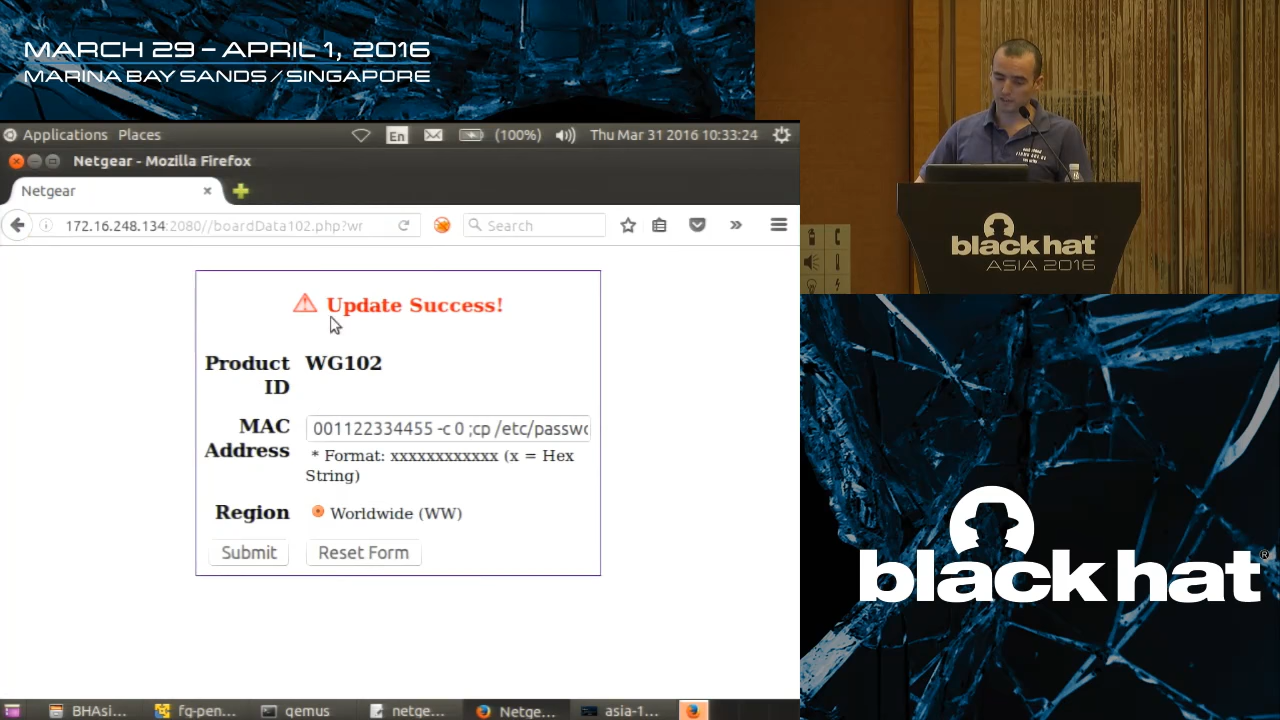 MARCH 29 – APRIL 1, 2016
MARINA BAY SANDS / SINGAPORE
Applications Places En (100%) Thu Mar 31 2016 10:33:24
Netgear - Mozilla Firefox
Netgear
172.16.248.134:2080//boardData102.php?wr Search
Update Success!
Product ID WG102
MAC Address 001122334455 -c 0 ;cp /etc/passwo
* Format: xxxxxxxxxxxx (x = Hex
String)
Region Worldwide (WW)
Submit Reset Form
BHAsi... fg-pen... qemus netge... Netge... asia-1...
black hat
ASIA 2016
black hat®